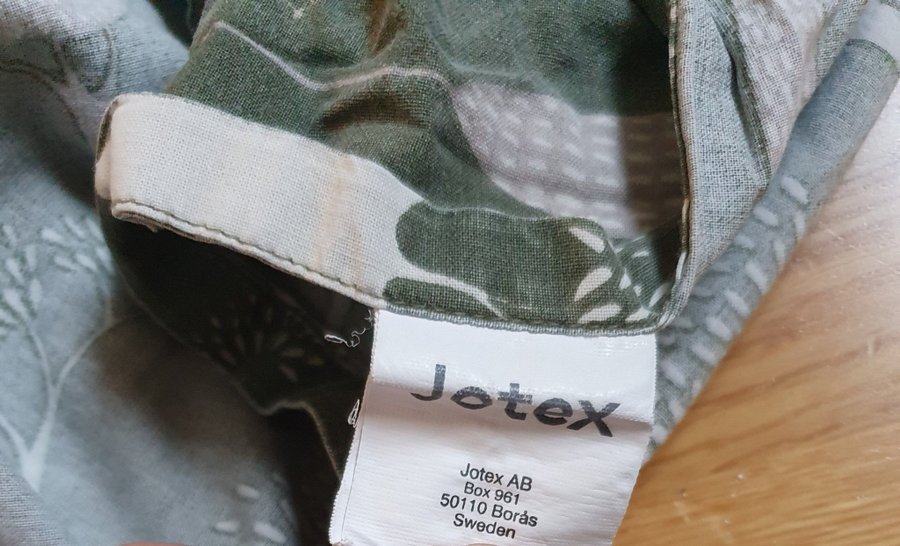 Jotex
Jotex AB
Box 961
50110 Borås
Sweden